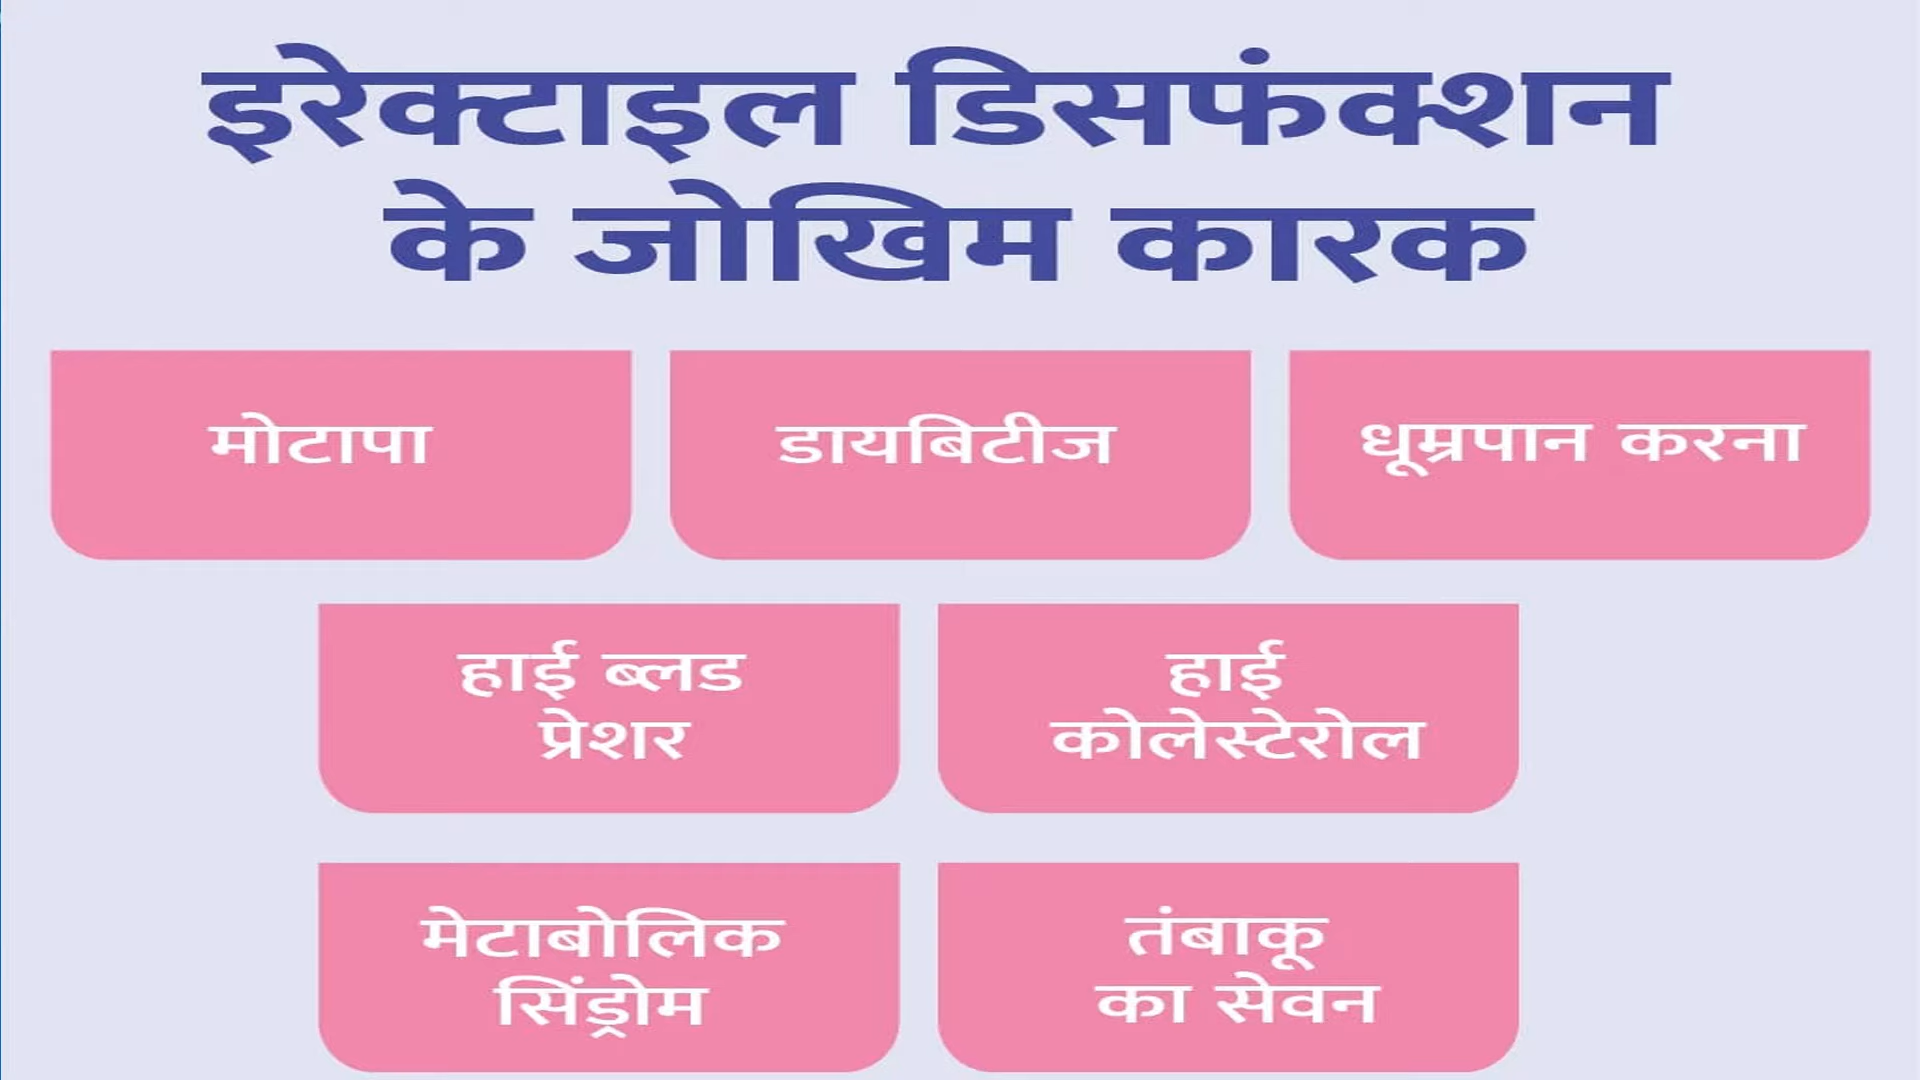 इरेक्टाइल डिसफंक्शन
के जोखिम कारक
मोटापा
डायबिटीज
धूम्रपान करना
हाई ब्लड
प्रेशर
हाई
कोलेस्टेरोल
मेटाबोलिक
सिंड्रोम
तंबाकू
का सेवन